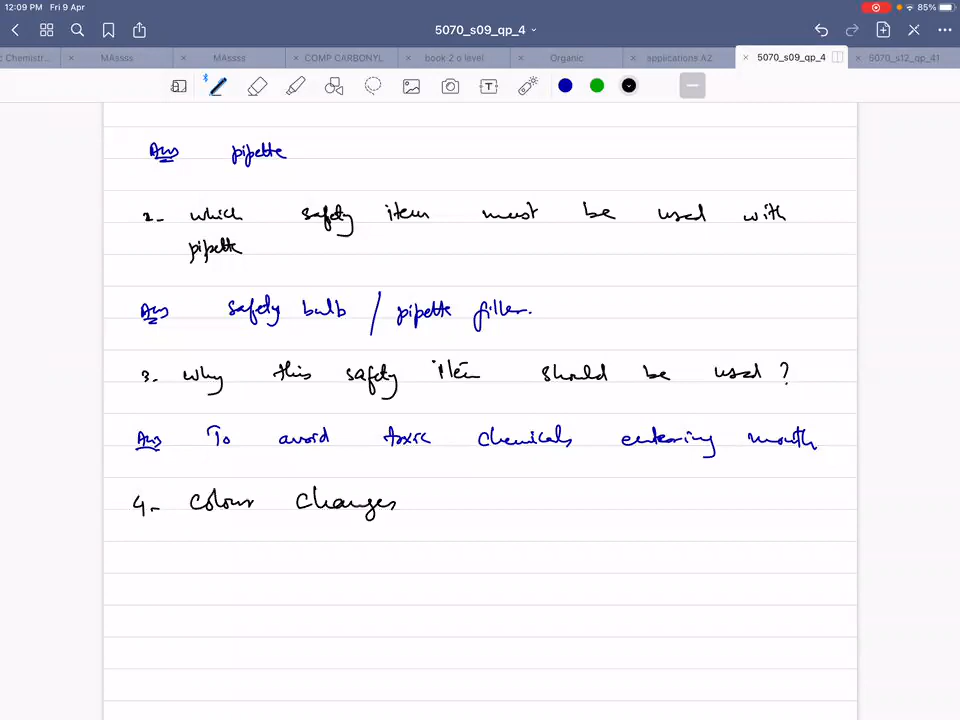 12:09 PM Fri 9 Apr
85%
5070_s09_qp_4
Chemistr...
MAssss
MAssss
COMP CARBONYL
book 2 o level
Organic
applications A2
5070_s09_qp_4
5070_s12_qp_41
Ans pipette
2- which safety item must be used with
pipette
Ans safety bulb / pipette filler.
3- Why this safety item should be used ?
Ans To avoid toxic chemicals entering mouth
4- Colour Changes